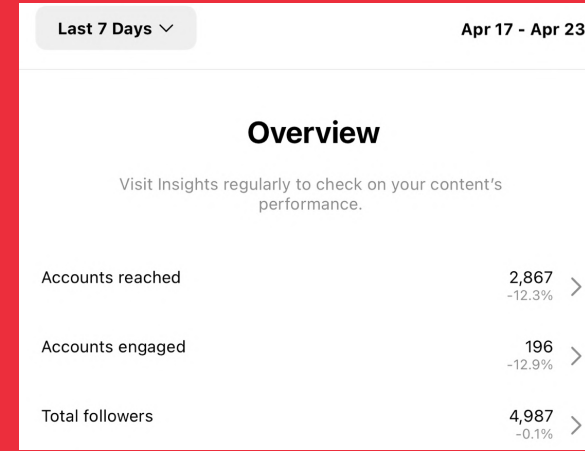 Last 7 Days
Apr 17 - Apr 23
Overview
Visit Insights regularly to check on your content's
performance.
Accounts reached
2,867
-12.3%
Accounts engaged
196
-12.9%
Total followers
4,987
-0.1%